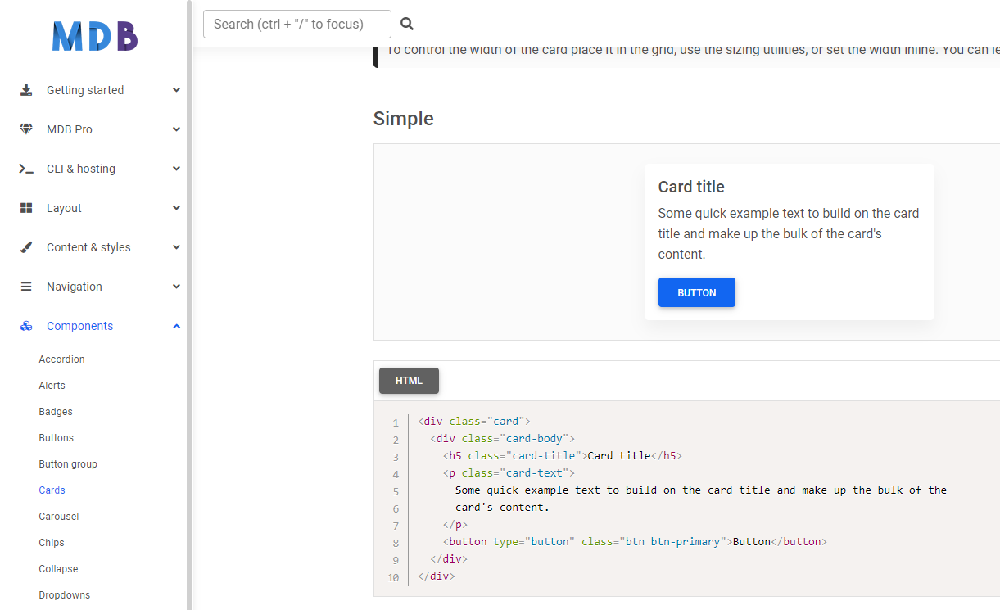 MDB
Search (ctrl + "/" to focus)
To control the width of the card place it in the grid, use the sizing utilities, or set the width inline. You can le
Getting started
MDB Pro
CLI & hosting
Layout
Content & styles
Navigation
Components
Accordion
Alerts
Badges
Buttons
Button group
Cards
Carousel
Chips
Collapse
Dropdowns
Simple
Card title
Some quick example text to build on the card
title and make up the bulk of the card's
content.
BUTTON
HTML
1 <div class="card">
2   <div class="card-body">
3     <h5 class="card-title">Card title</h5>
4     <p class="card-text">
5       Some quick example text to build on the card title and make up the bulk of the
6       card's content.
7     </p>
8     <button type="button" class="btn btn-primary">Button</button>
9   </div>
10 </div>